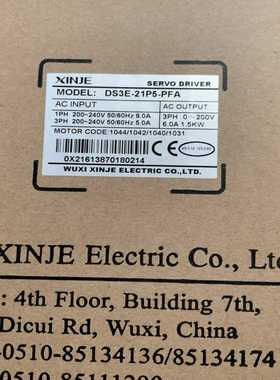 XINJE SERVO DRIVER
MODEL: DS3E-21P5-PFA
AC INPUT AC OUTPUT
1PH 200~240V 50/60Hz 9.0A 3PH 0~200V
3PH 200~240V 50/60Hz 5.0A 6.0A 1.5KW
MOTOR CODE:1044/1042/1040/1031
0X21613870180214
CE
WUXI XINJE ELECTRIC CO., LTD.
XINJE Electric Co., Ltd
: 4th Floor, Building 7th,
Dicui Rd, Wuxi, China
-0510-85134136/85134174